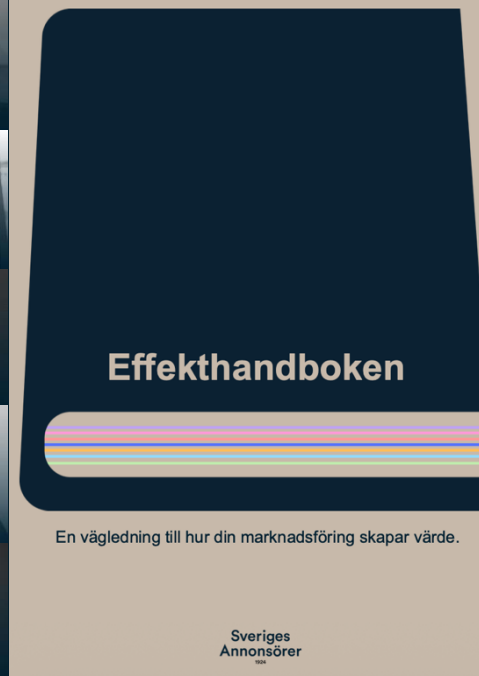 Effekthandboken
En vägledning till hur din marknadsföring skapar värde.
Sveriges
Annonsörer
1924